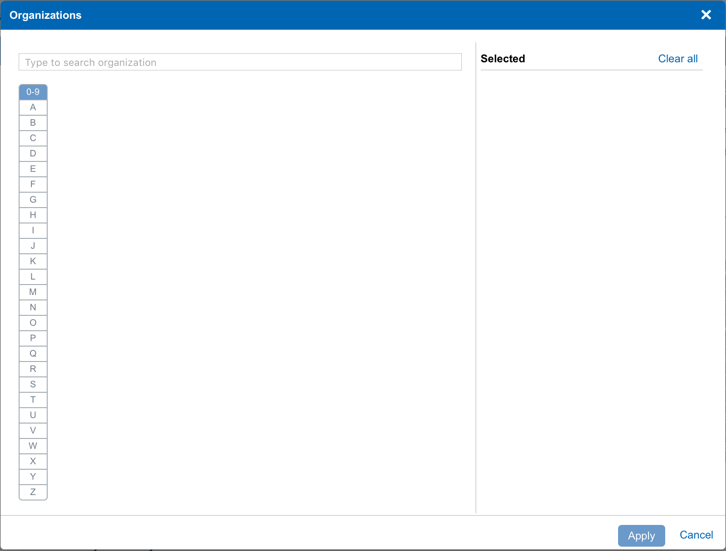 Organizations
Type to search organization
Selected
Clear all
0-9
A
B
C
D
E
F
G
H
I
J
K
L
M
N
O
P
Q
R
S
T
U
V
W
X
Y
Z
Apply
Cancel